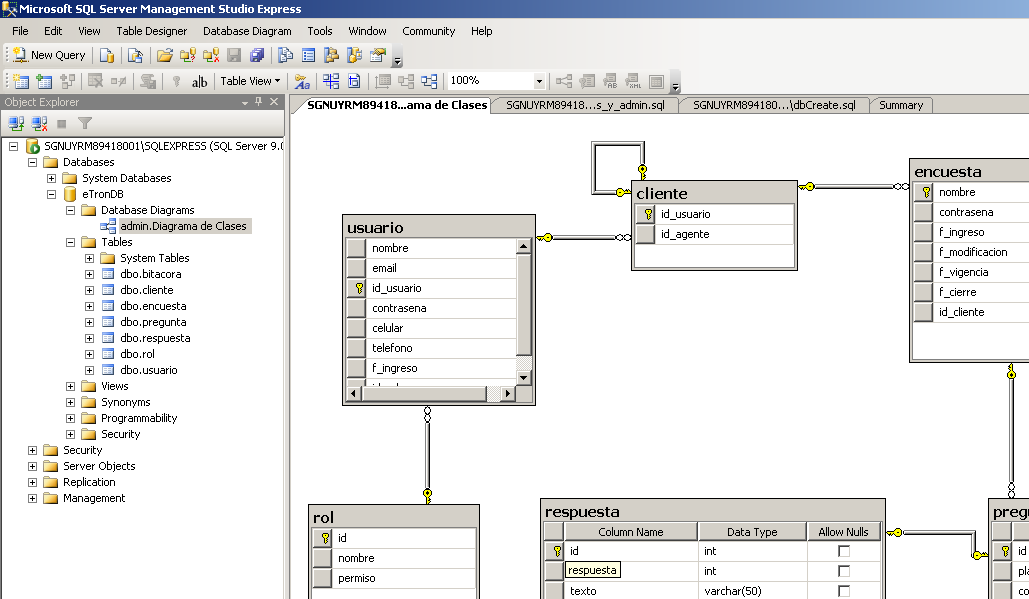 Microsoft SQL Server Management Studio Express
File Edit View Table Designer Database Diagram Tools Window Community Help
New Query
ab Table View 100%
Object Explorer
SGNUYRM89418...ama de Clases SGNUYRM89418...s_y_admin.sql SGNUYRM894180...\dbCreate.sql Summary
SGNUYRM89418001\SQLEXPRESS (SQL Server 9.0
Databases
System Databases
eTronDB
Database Diagrams
admin.Diagrama de Clases
Tables
System Tables
dbo.bitacora
dbo.cliente
dbo.encuesta
dbo.pregunta
dbo.respuesta
dbo.rol
dbo.usuario
Views
Synonyms
Programmability
Security
Security
Server Objects
Replication
Management
usuario
nombre
email
id_usuario
contrasena
celular
telefono
f_ingreso
cliente
id_usuario
id_agente
encuesta
nombre
contrasena
f_ingreso
f_modificacion
f_vigencia
f_cierre
id_cliente
rol
id
nombre
permiso
respuesta
Column Name Data Type Allow Nulls
id int
respuesta int
texto varchar(50)
preg
id
pla
co